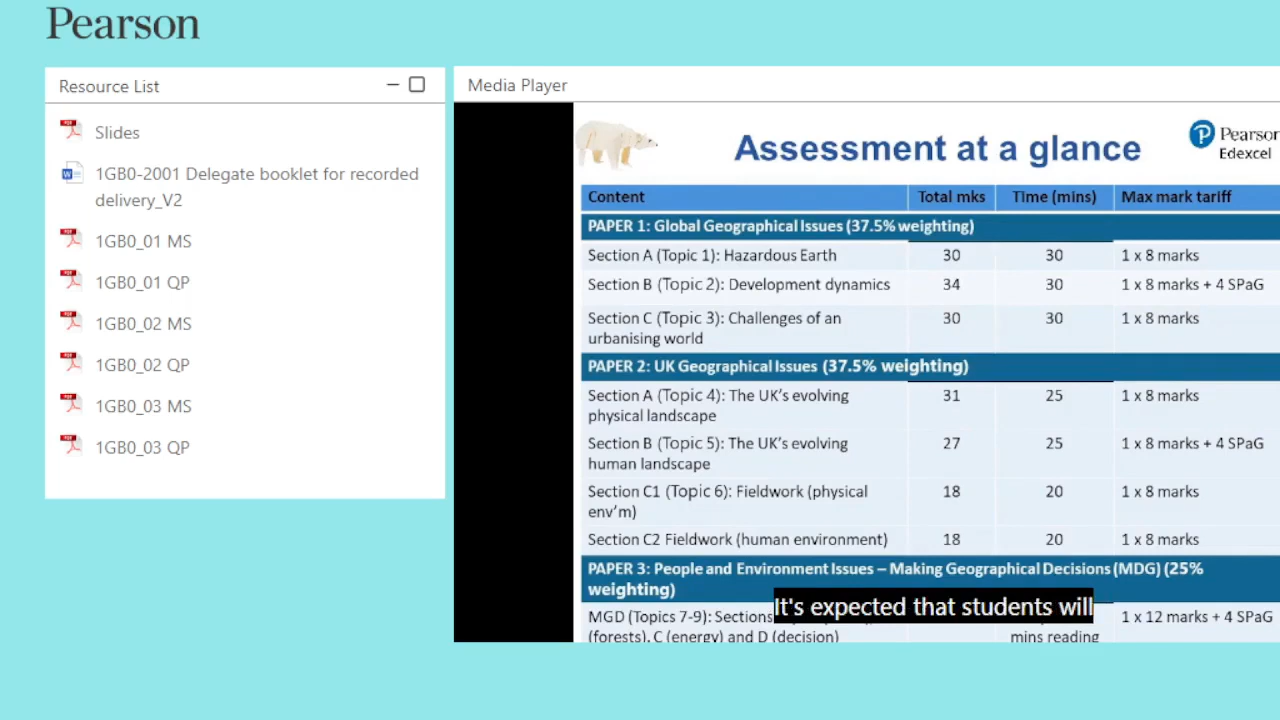 Pearson
Resource List
Slides
1GB0-2001 Delegate booklet for recorded
delivery_V2
1GB0_01 MS
1GB0_01 QP
1GB0_02 MS
1GB0_02 QP
1GB0_03 MS
1GB0_03 QP
Media Player
Assessment at a glance
Pearson
Edexcel
Content Total mks Time (mins) Max mark tariff
PAPER 1: Global Geographical Issues (37.5% weighting)
Section A (Topic 1): Hazardous Earth 30 30 1 x 8 marks
Section B (Topic 2): Development dynamics 34 30 1 x 8 marks + 4 SPaG
Section C (Topic 3): Challenges of an 30 30 1 x 8 marks
urbanising world
PAPER 2: UK Geographical Issues (37.5% weighting)
Section A (Topic 4): The UK's evolving 31 25 1 x 8 marks
physical landscape
Section B (Topic 5): The UK's evolving 27 25 1 x 8 marks + 4 SPaG
human landscape
Section C1 (Topic 6): Fieldwork (physical 18 20 1 x 8 marks
env'm)
Section C2 Fieldwork (human environment) 18 20 1 x 8 marks
PAPER 3: People and Environment Issues – Making Geographical Decisions (MDG) (25%
weighting)
It's expected that students will
MGD (Topics 7-9): Sections 1 x 12 marks + 4 SPaG
(forests), C (energy) and D (decision) mins reading